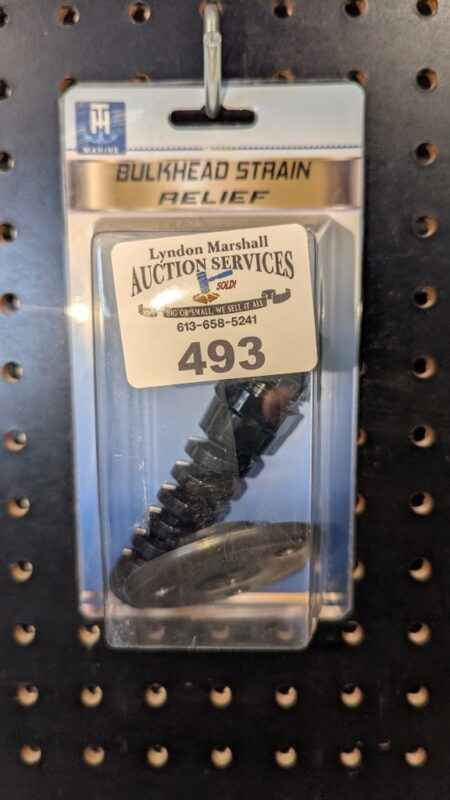 TH
MARINE
BULKHEAD STRAIN
RELIEF
Lyndon Marshall
AUCTION SERVICES
SOLD!
BIG OR SMALL, WE SELL IT ALL
613-658-5241
493